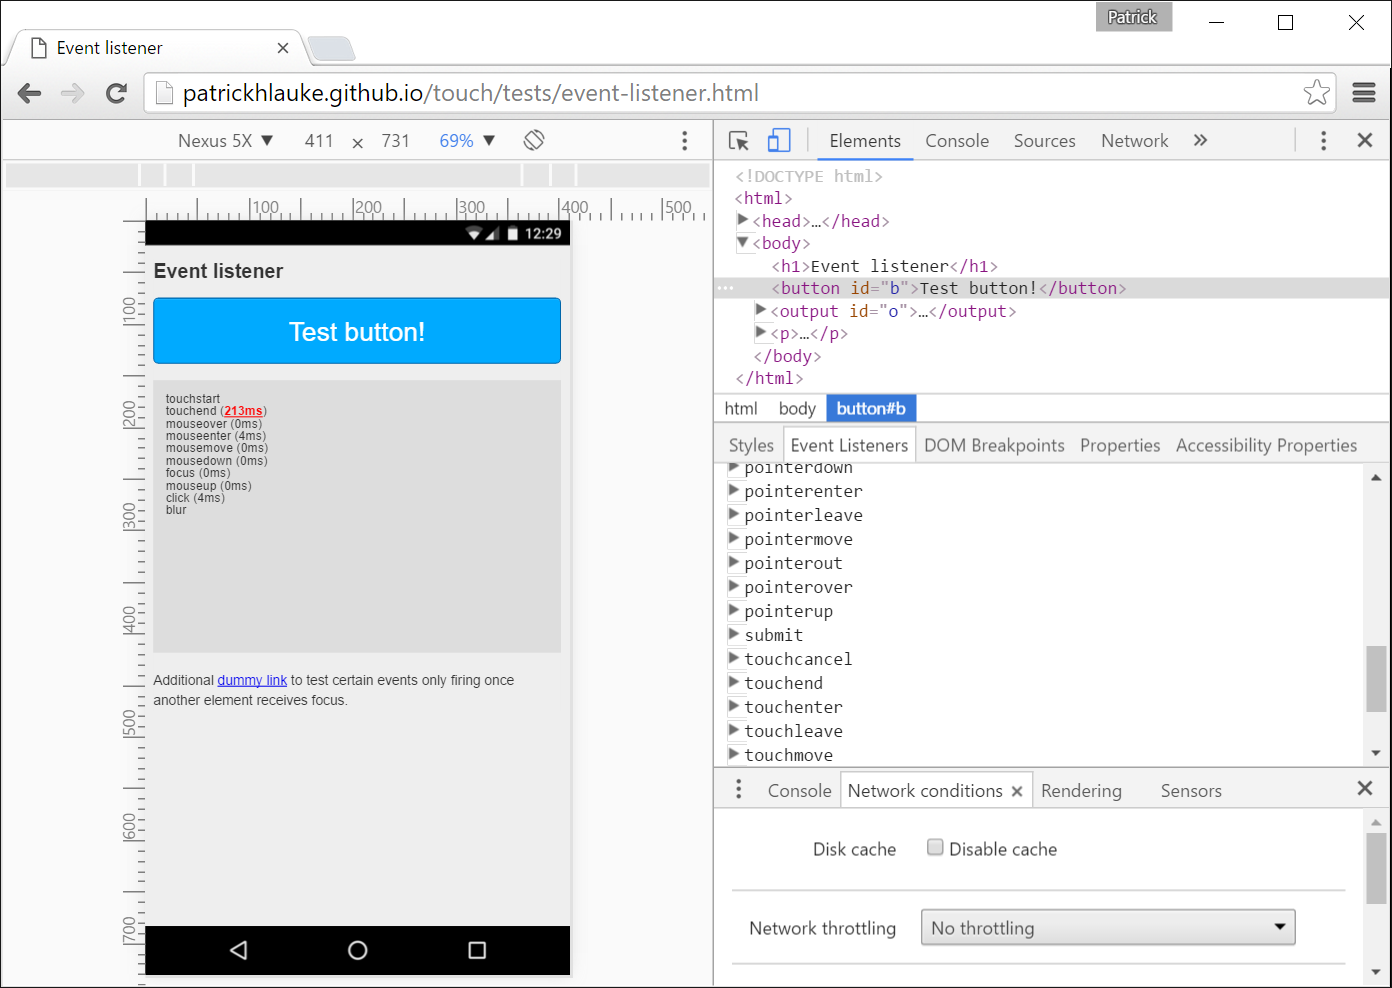 Patrick
Event listener
patrickhlauke.github.io/touch/tests/event-listener.html
Nexus 5X ▼ 411 × 731 69% ▼
Elements Console Sources Network »
100 200 300 400 500
12:29
Event listener
Test button!
touchstart
touchend (213ms)
mouseover (0ms)
mouseenter (4ms)
mousemove (0ms)
mousedown (0ms)
focus (0ms)
mouseup (0ms)
click (4ms)
blur
Additional dummy link to test certain events only firing once
another element receives focus.
100
200
300
400
500
600
700
<!DOCTYPE html>
<html>
<head>…</head>
<body>
<h1>Event listener</h1>
<button id="b">Test button!</button>
<output id="o">…</output>
<p>…</p>
</body>
</html>
html body button#b
Styles Event Listeners DOM Breakpoints Properties Accessibility Properties
pointerdown
pointerenter
pointerleave
pointermove
pointerout
pointerover
pointerup
submit
touchcancel
touchend
touchenter
touchleave
touchmove
Console Network conditions × Rendering Sensors
Disk cache Disable cache
Network throttling No throttling